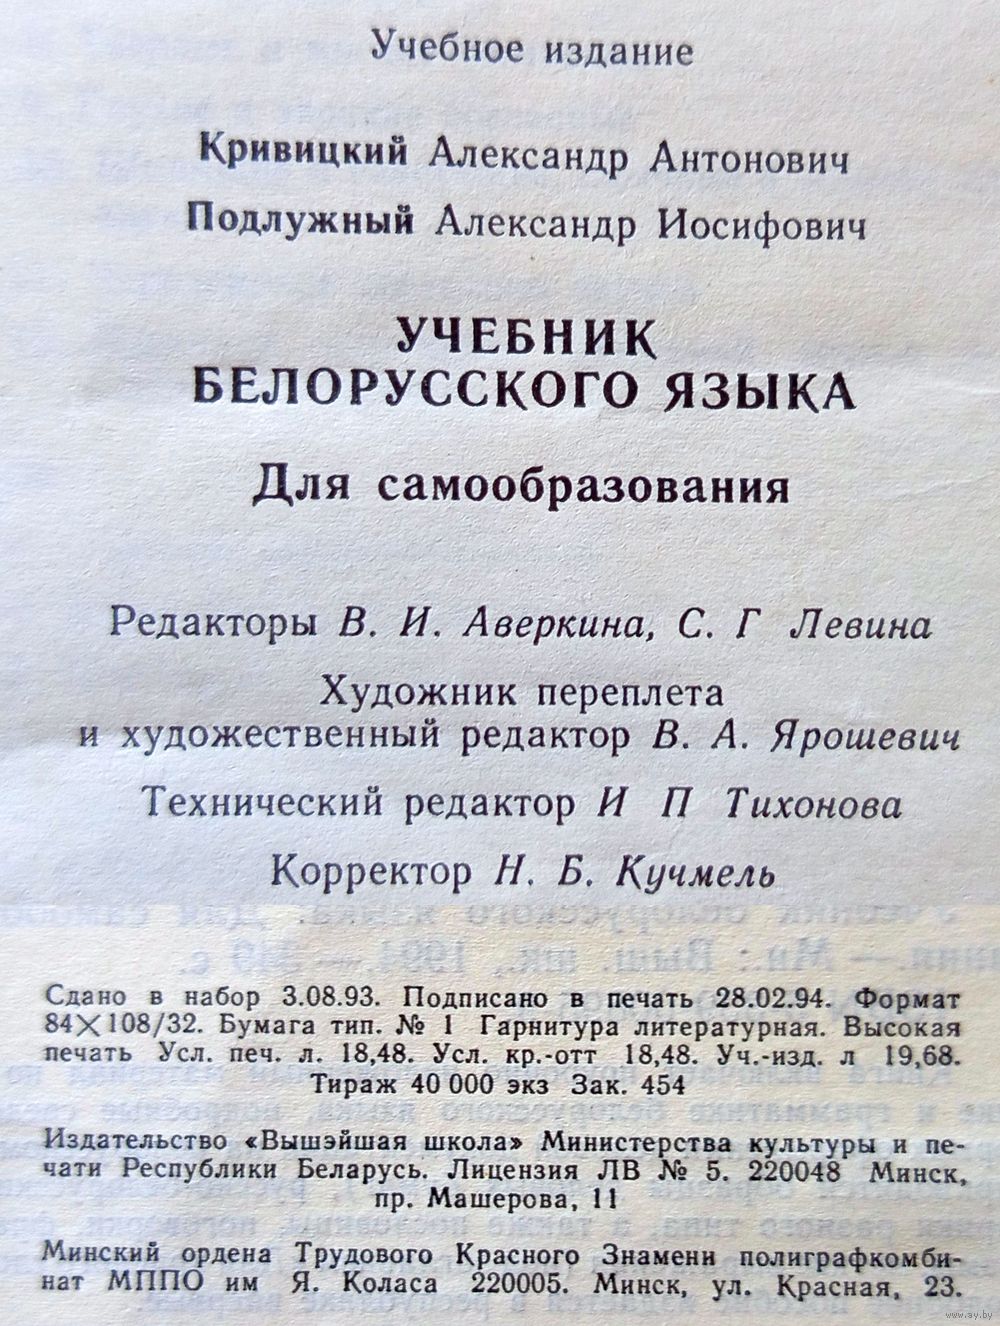 Учебное издание
Кривицкий Александр Антонович
Подлужный Александр Иосифович
УЧЕБНИК
БЕЛОРУССКОГО ЯЗЫКА
Для самообразования
Редакторы В. И. Аверкина, С. Г Левина
Художник переплета
и художественный редактор В. А. Ярошевич
Технический редактор И П Тихонова
Корректор Н. Б. Кучмель
Сдано в набор 3.08.93. Подписано в печать 28.02.94. Формат
84×108/32. Бумага тип. № 1 Гарнитура литературная. Высокая
печать Усл. печ. л. 18,48. Усл. кр.-отт 18,48. Уч.-изд. л 19,68.
Тираж 40 000 экз Зак. 454
Издательство «Вышэйшая школа» Министерства культуры и пе-
чати Республики Беларусь. Лицензия ЛВ № 5. 220048 Минск,
пр. Машерова, 11
Минский ордена Трудового Красного Знамени полиграфкомби-
нат МППО им Я. Коласа 220005. Минск, ул. Красная, 23.
www.ay.by